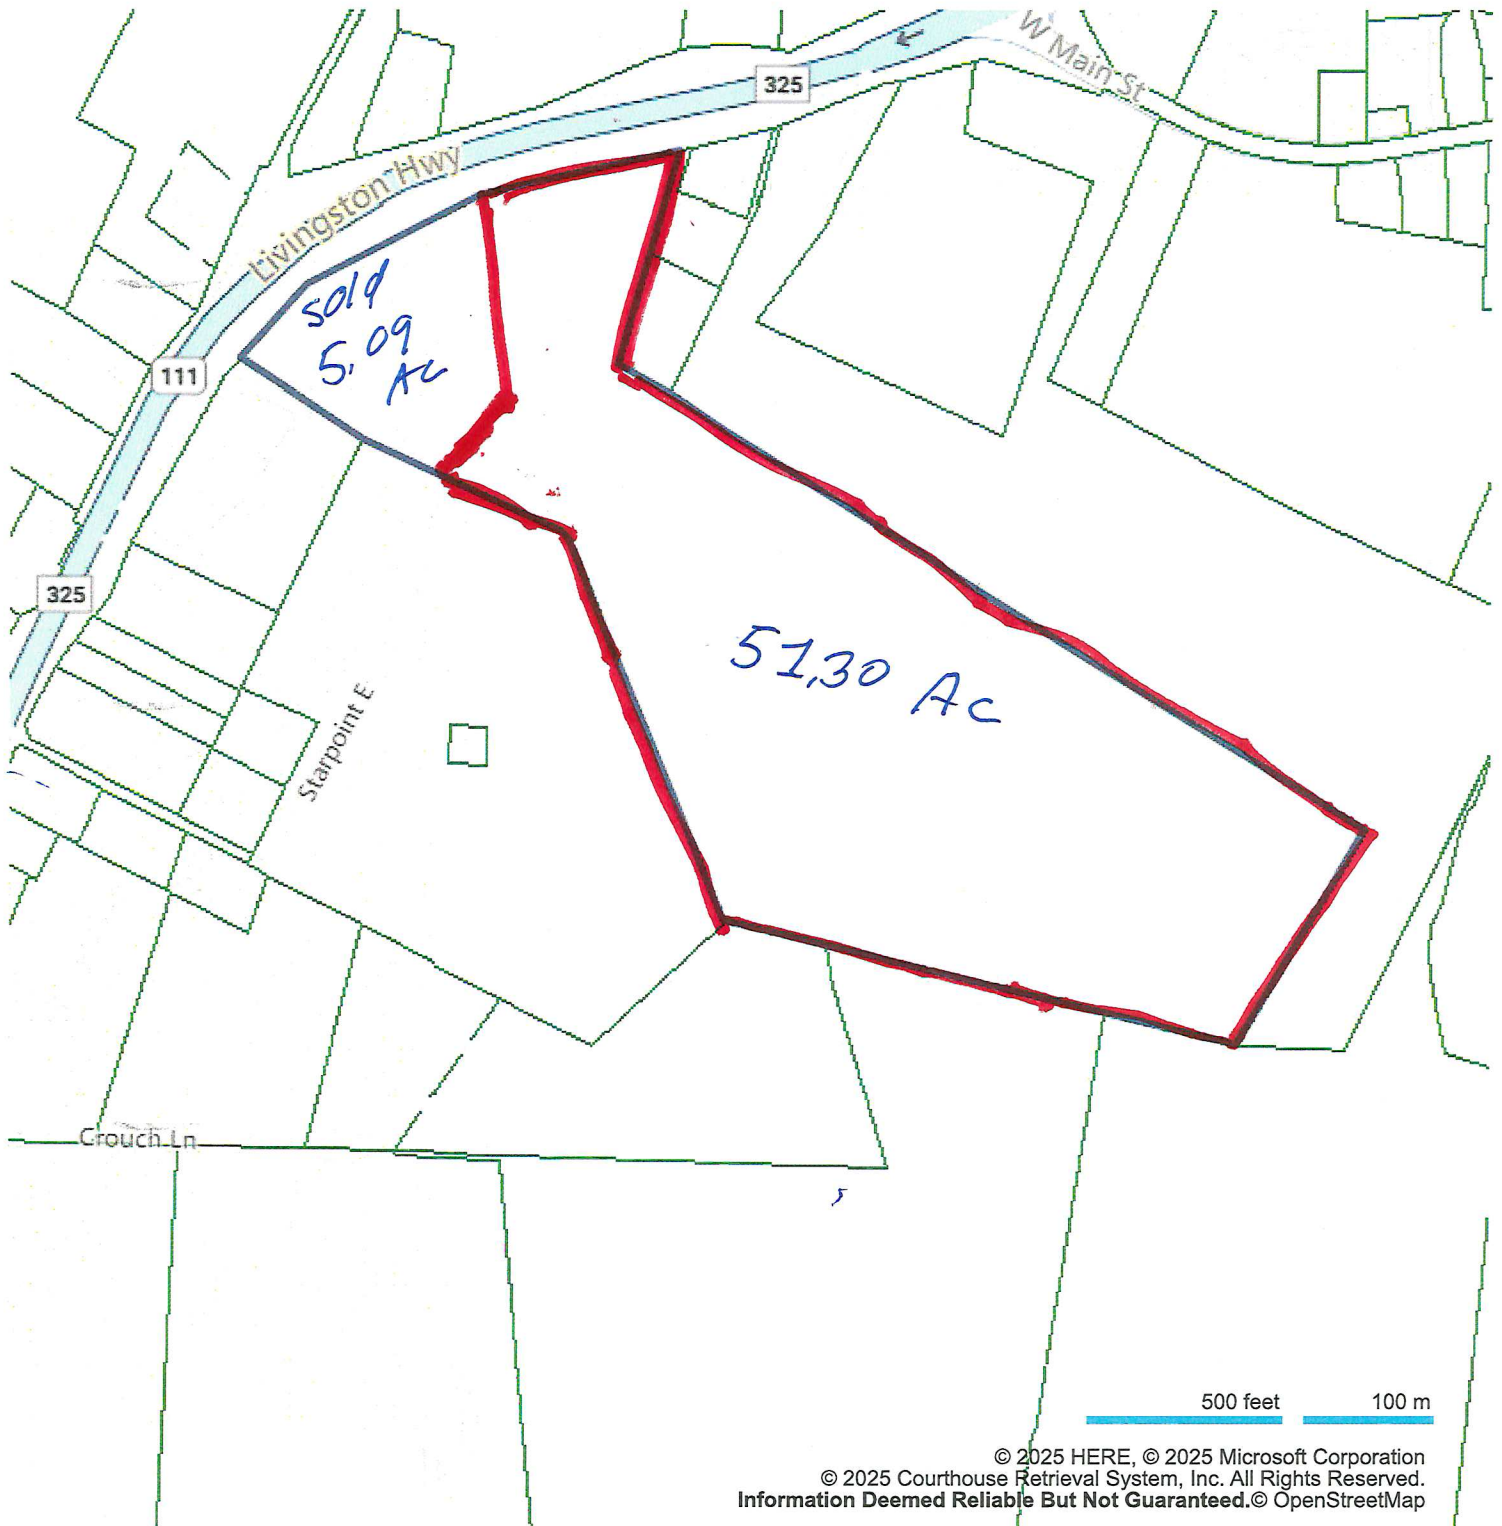 W Main St
325
Livingston Hwy
sold
5.09
AC
111
325
51.30 AC
Starpoint E
Crouch Ln
500 feet
100 m
© 2025 HERE, © 2025 Microsoft Corporation
© 2025 Courthouse Retrieval System, Inc. All Rights Reserved.
Information Deemed Reliable But Not Guaranteed.© OpenStreetMap